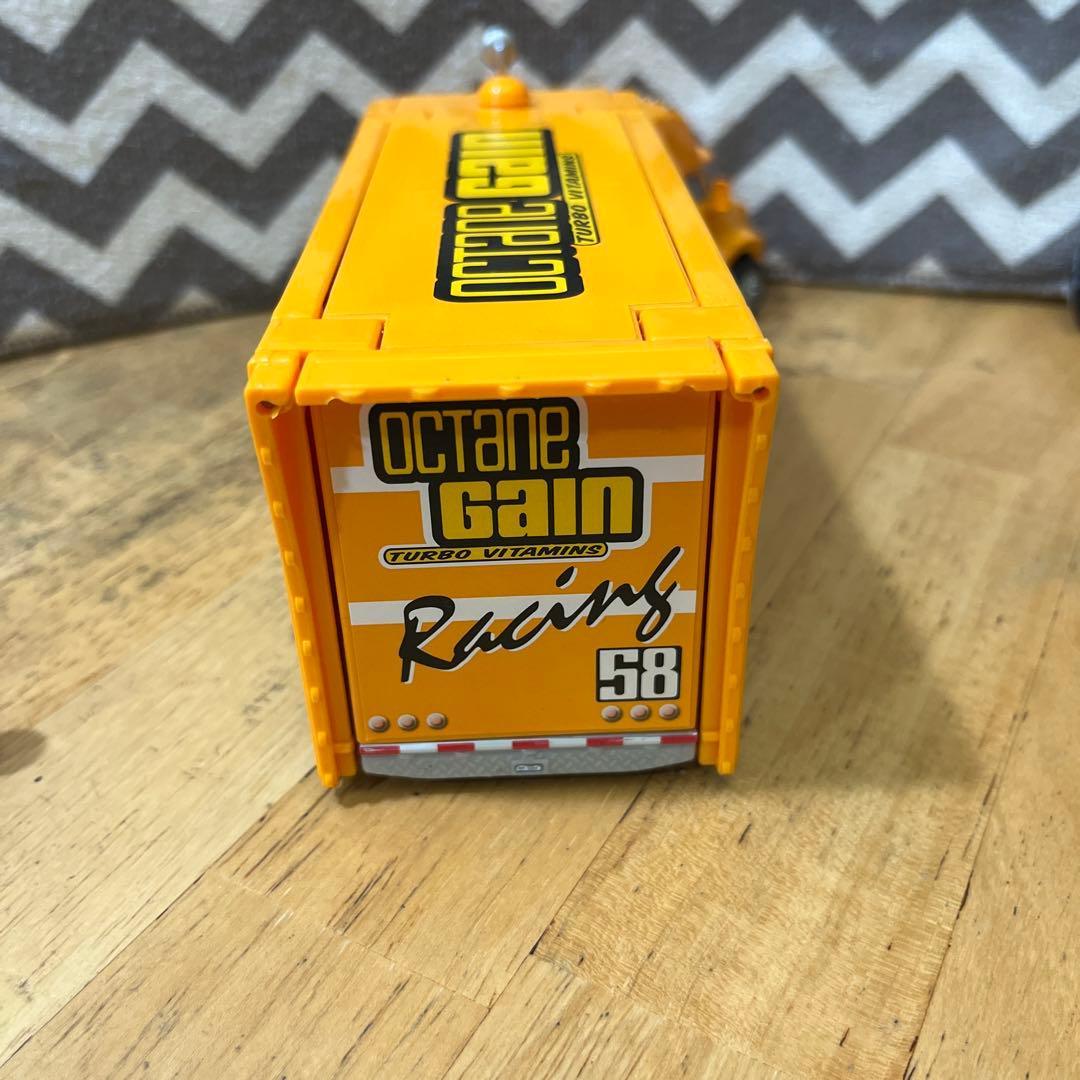 OCTANE GAIN
TURBO VITAMINS
OCTANE
GAIN
TURBO VITAMINS
Racing
58